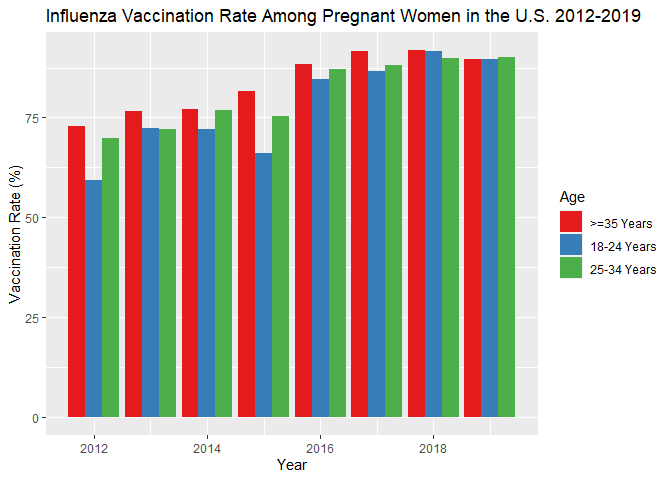 Influenza Vaccination Rate Among Pregnant Women in the U.S. 2012-2019
Vaccination Rate (%)
75
50
25
0
2012 2014 2016 2018
Year
Age
>=35 Years
18-24 Years
25-34 Years